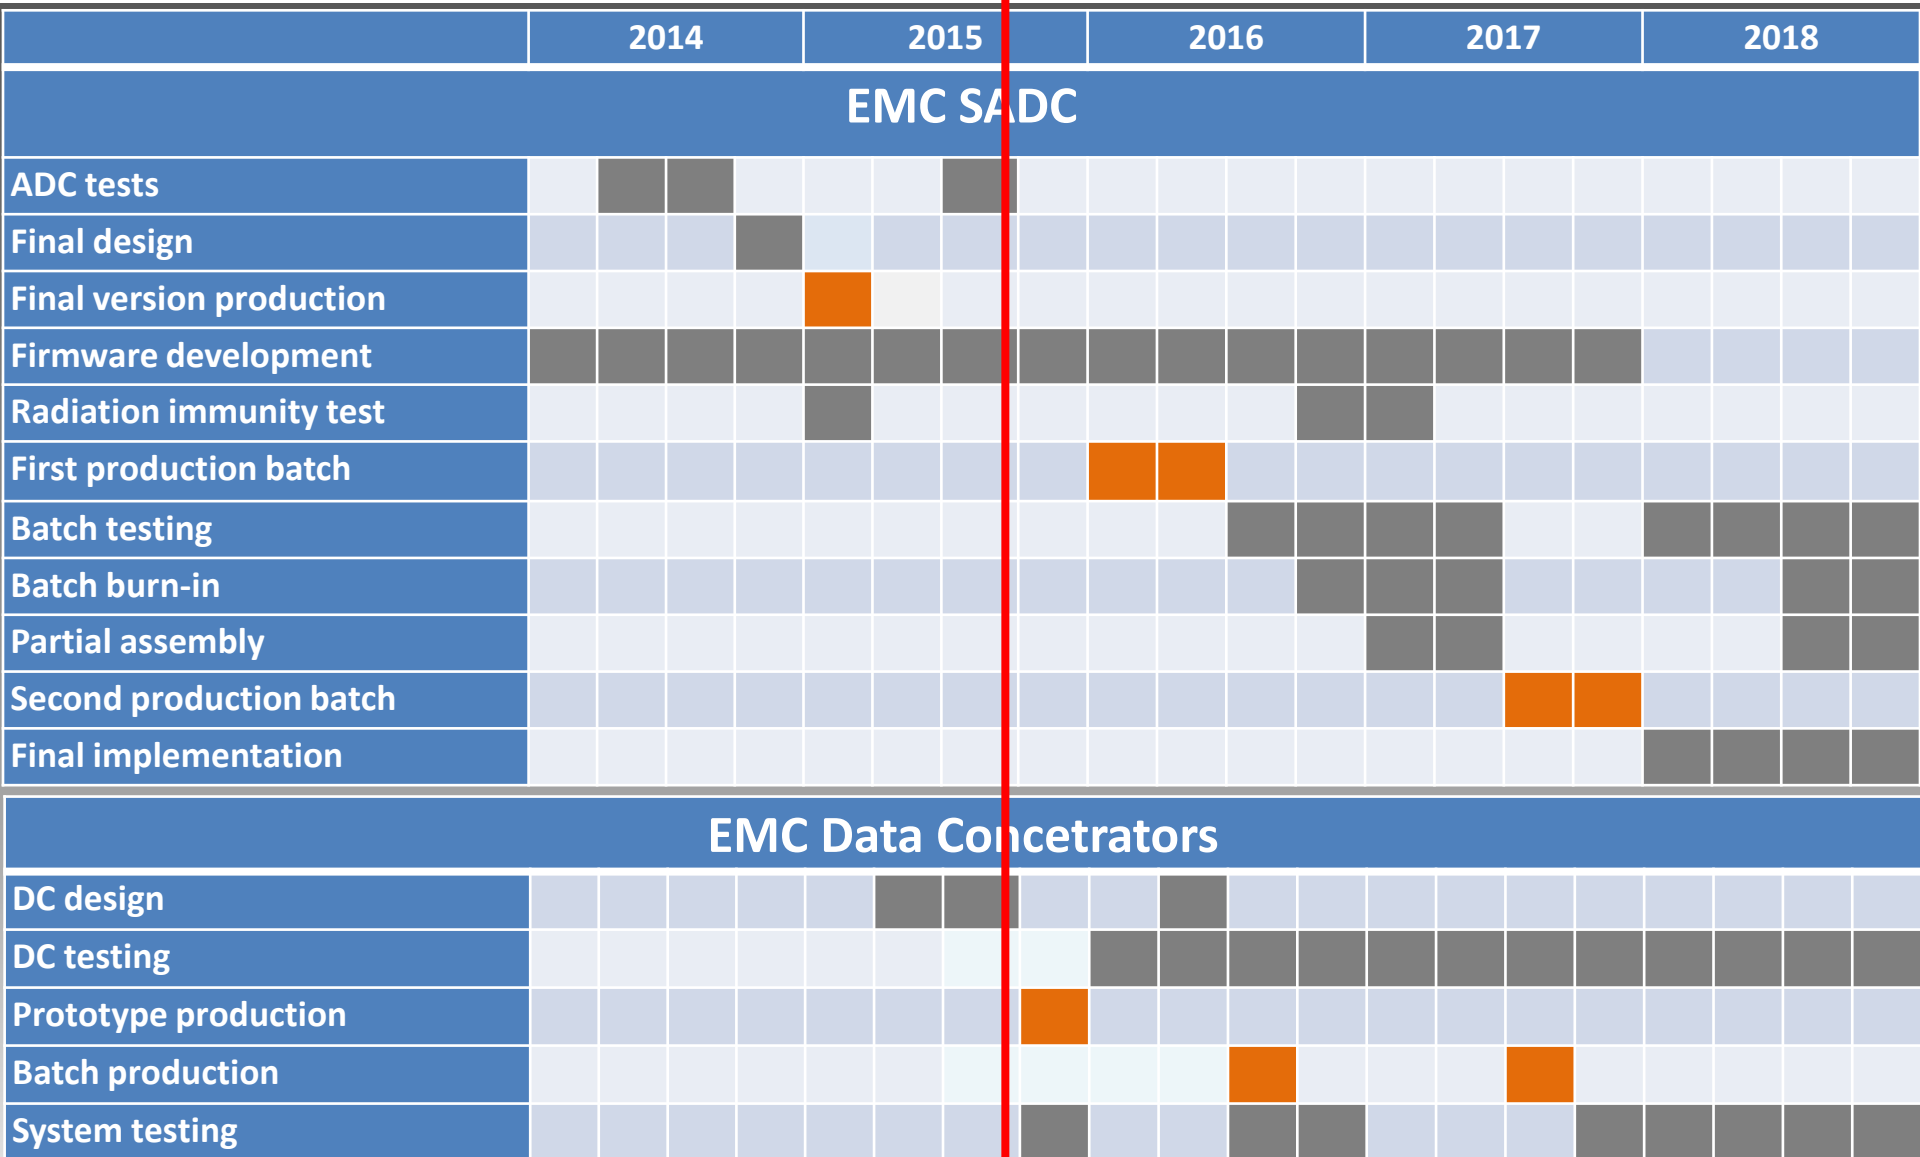 2014 2015 2016 2017 2018
EMC SADC
ADC tests
Final design
Final version production
Firmware development
Radiation immunity test
First production batch
Batch testing
Batch burn-in
Partial assembly
Second production batch
Final implementation
EMC Data Concetrators
DC design
DC testing
Prototype production
Batch production
System testing